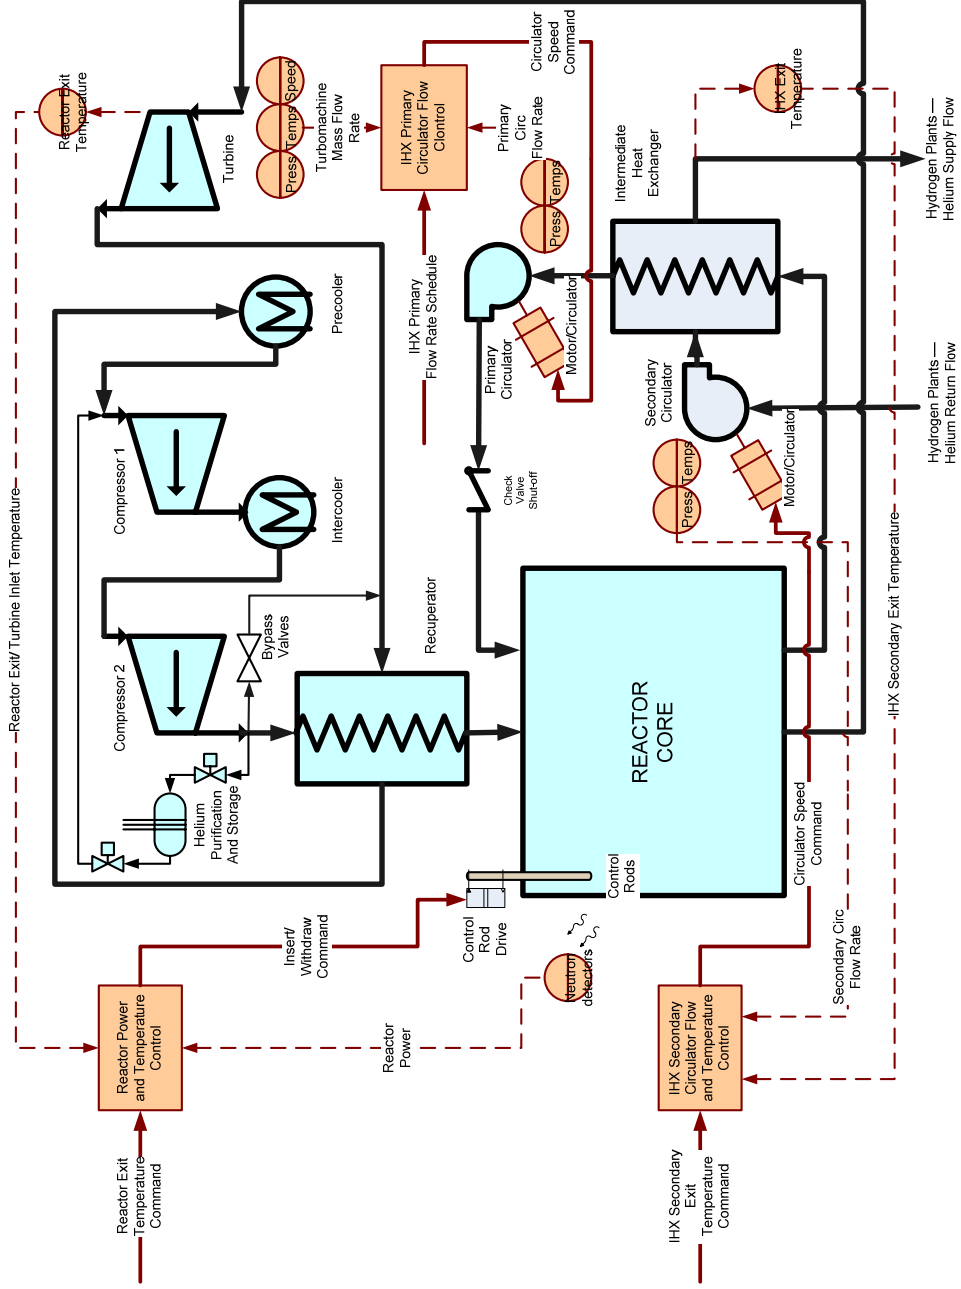 Reactor Exit/ Turbine Inlet Temperature
Reactor Exit
Temperature
Reactor Exit
Temperature
Command
Reactor Power
and Temperature
Control
Compressor 2
Compressor 1
Helium
Purification
And Storage
Bypass
Valves
Turbine
Insert/
Withdraw
Command
Intercooler
Precooler
Press
Temps
Speed
Turbomachine
Mass Flow
Rate
Reactor
Power
Recuperator
IHX Primary
Flow Rate Schedule
IHX Primary
Circulator Flow
Clontrol
Control
Rod
Drive
Check
Valve
Shut-off
Primary
Circulator
Primary
Circ
Flow Rate
Circulator
Speed
Command
Press
Temps
Neutron
detectors
Motor/Circulator
Control
Rods
REACTOR
CORE
Intermediate
Heat
Exchanger
Secondary
Circulator
Press
Temps
IHX Secondary
Exit
Temperature
Command
IHX Secondary
Circulator Flow
and Temperature
Control
Motor/Circulator
IHX Exit
Temperature
Circulator Speed
Command
Secondary Circ
Flow Rate
IHX Secondary Exit Temperature
Hydrogen Plants—
Helium Return Flow
Hydrogen Plants—
Helium Supply Flow